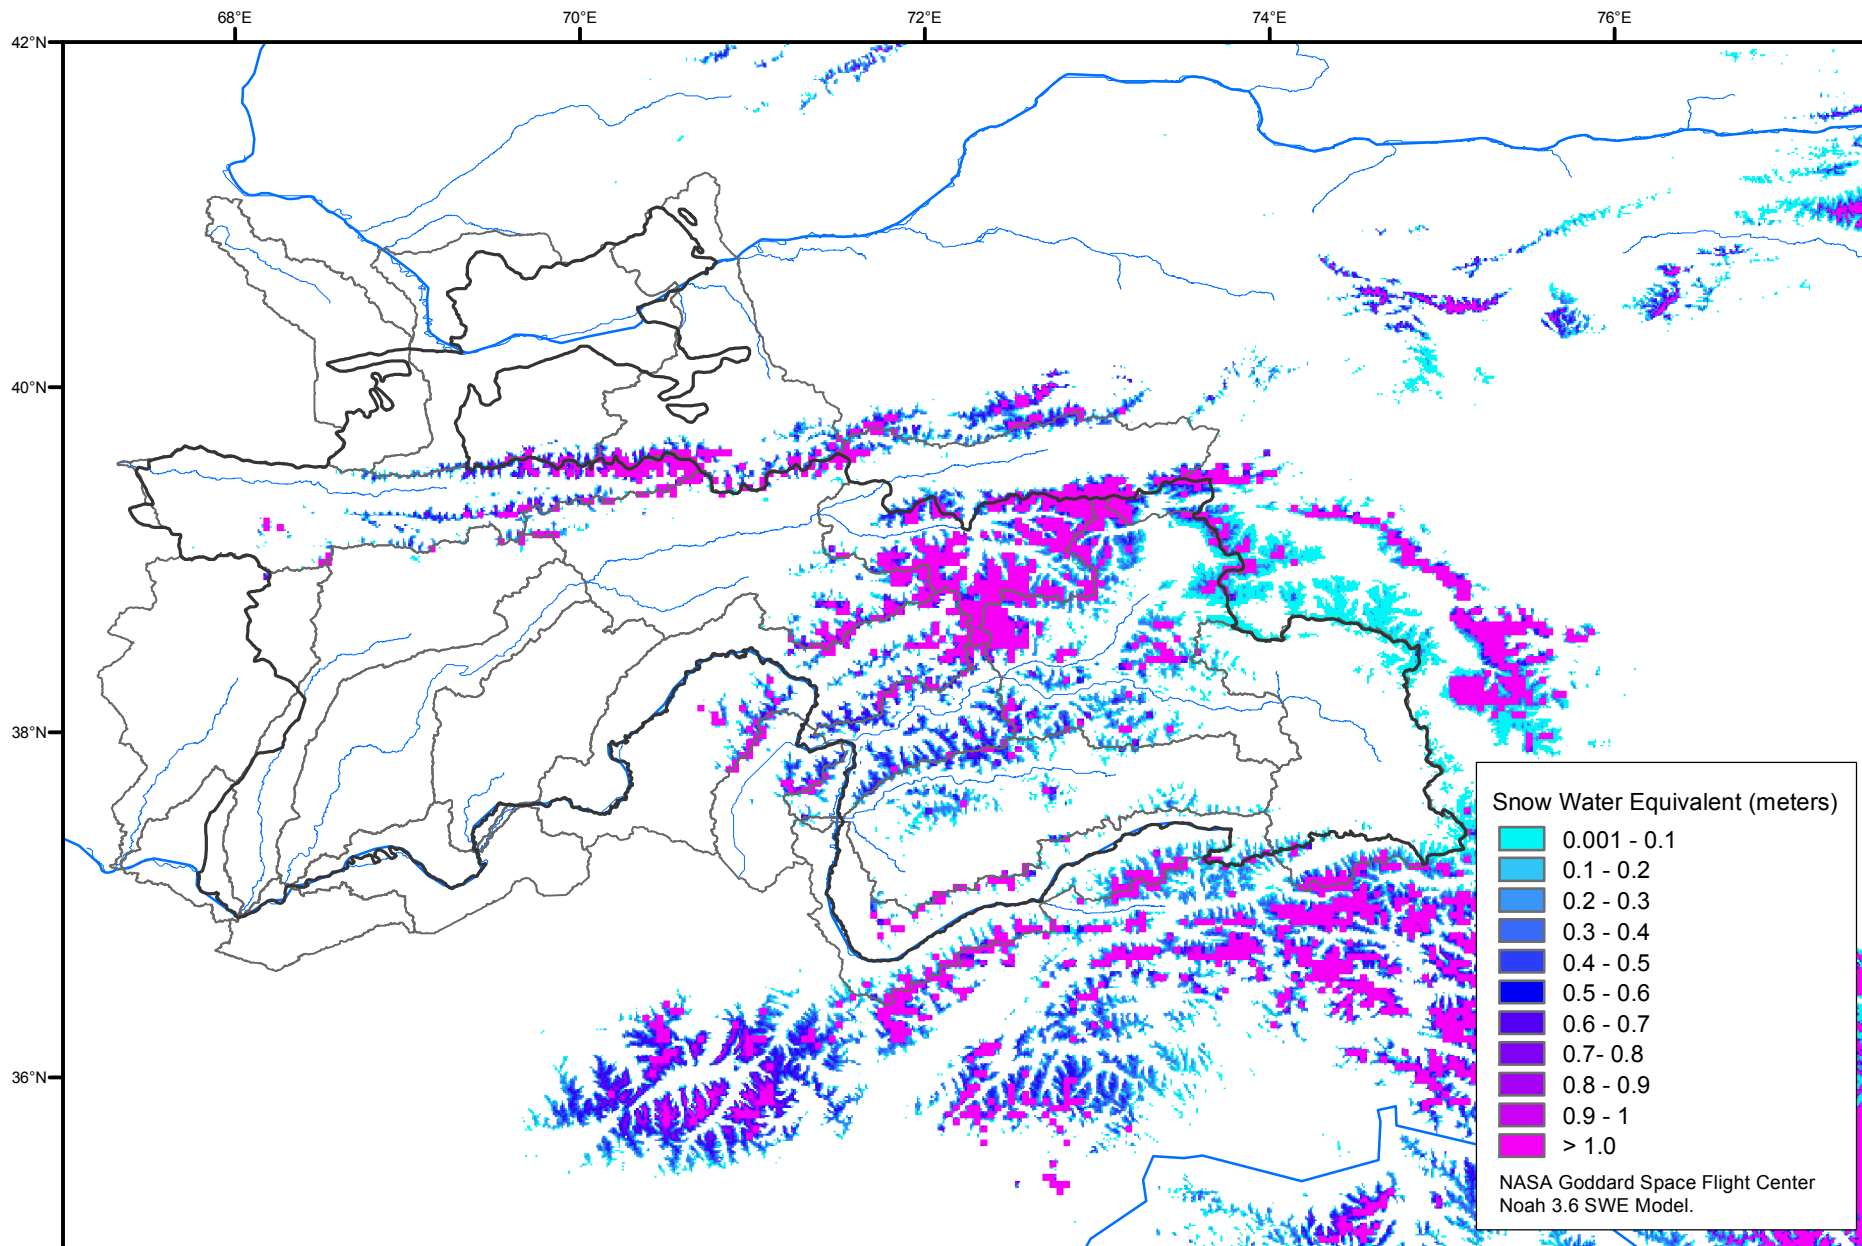 68°E
70°E
72°E
74°E
76°E
42°N
40°N
38°N
36°N
Snow Water Equivalent (meters)
0.001 - 0.1
0.1 - 0.2
0.2 - 0.3
0.3 - 0.4
0.4 - 0.5
0.5 - 0.6
0.6 - 0.7
0.7- 0.8
0.8 - 0.9
0.9 - 1
> 1.0
NASA Goddard Space Flight Center
Noah 3.6 SWE Model.